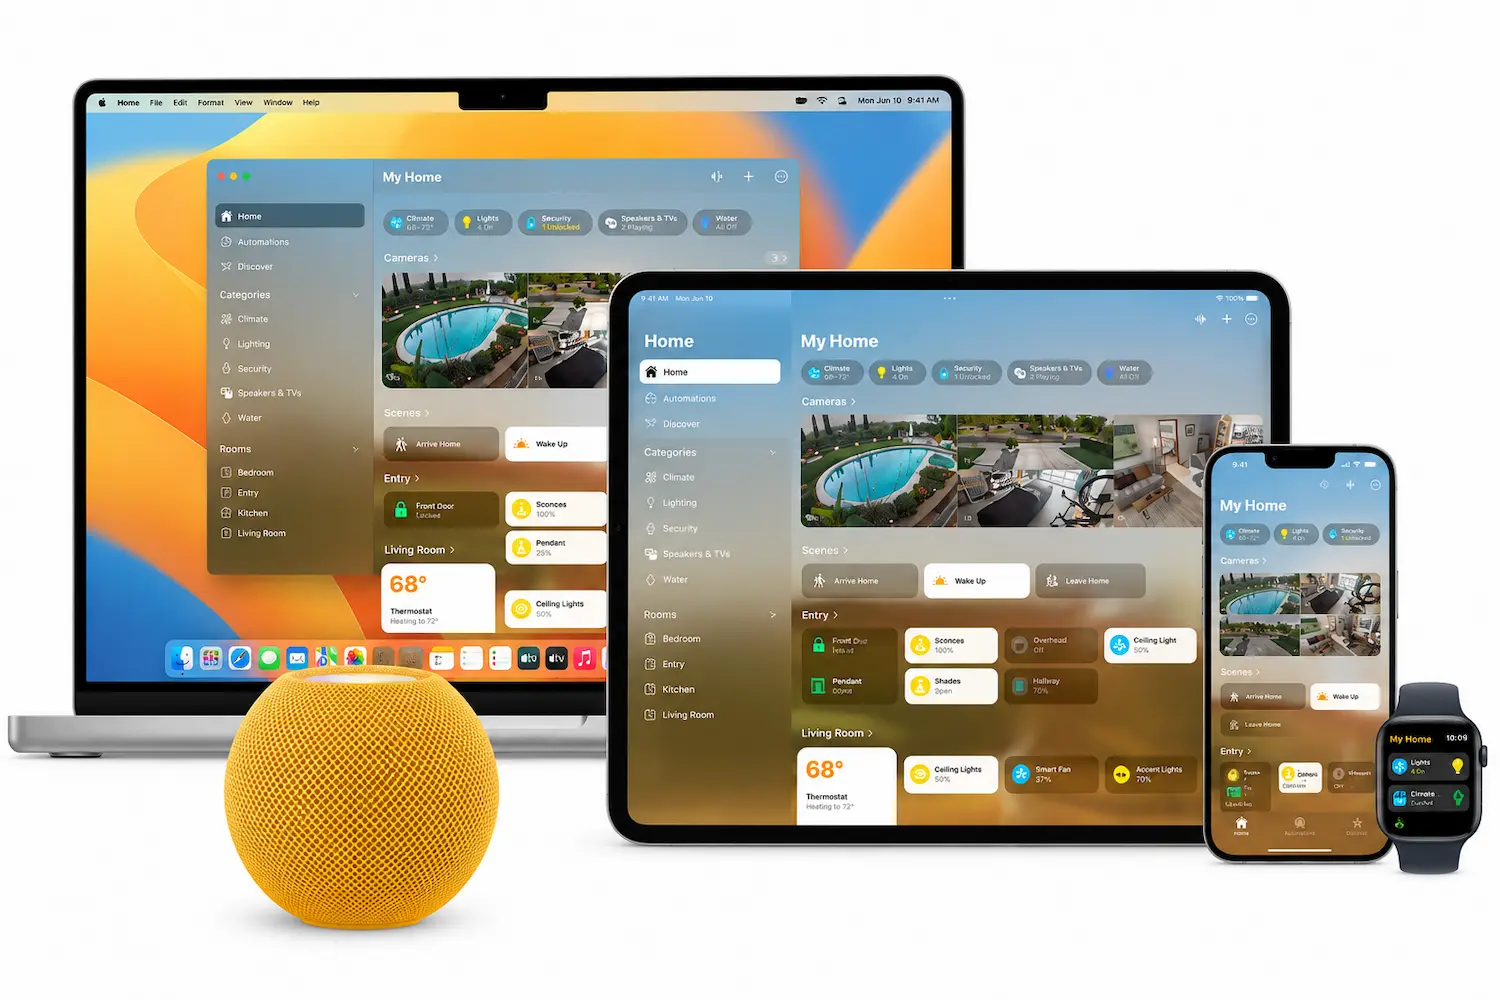 Home File Edit Format View Window Help
Mon Jun 10 9:41 AM
My Home
Home
Automations
Discover
Categories
Climate
Lighting
Security
Speakers & TVs
Water
Rooms
Bedroom
Entry
Kitchen
Living Room
Climate
68–72°
Lights
4 On
Security
1 Unlocked
Speakers & TVs
2 Playing
Water
All Off
Cameras
3
Scenes
Arrive Home
Wake Up
Entry
Front Door
Sconces
100%
Pendant
25%
Living Room
68°
Thermostat
Heating to 72°
Ceiling Lights
50%
tv
9:41 AM Mon Jun 10
100%
Home
Home
Automations
Discover
Categories
Climate
Lighting
Security
Speakers & TVs
Water
Rooms
Bedroom
Entry
Kitchen
Living Room
My Home
Climate
Lights
4 On
Security
1 Unlocked
Speakers & TVs
2 Playing
Water
All Off
Cameras
Scenes
Arrive Home
Wake Up
Leave Home
Entry
Sconces
100%
Overhead
Off
Ceiling Light
50%
Pendant
Shades
Hallway
70%
Living Room
68°
Thermostat
Heating to 72°
Ceiling Lights
50%
Smart Fan
37%
Accent Lights
70%
9:41
My Home
Climate
Lights
4 On
Security
Cameras
Scenes
Arrive Home
Wake Up
Leave Home
Entry
Home
My Home
10:09
Lights
4 On